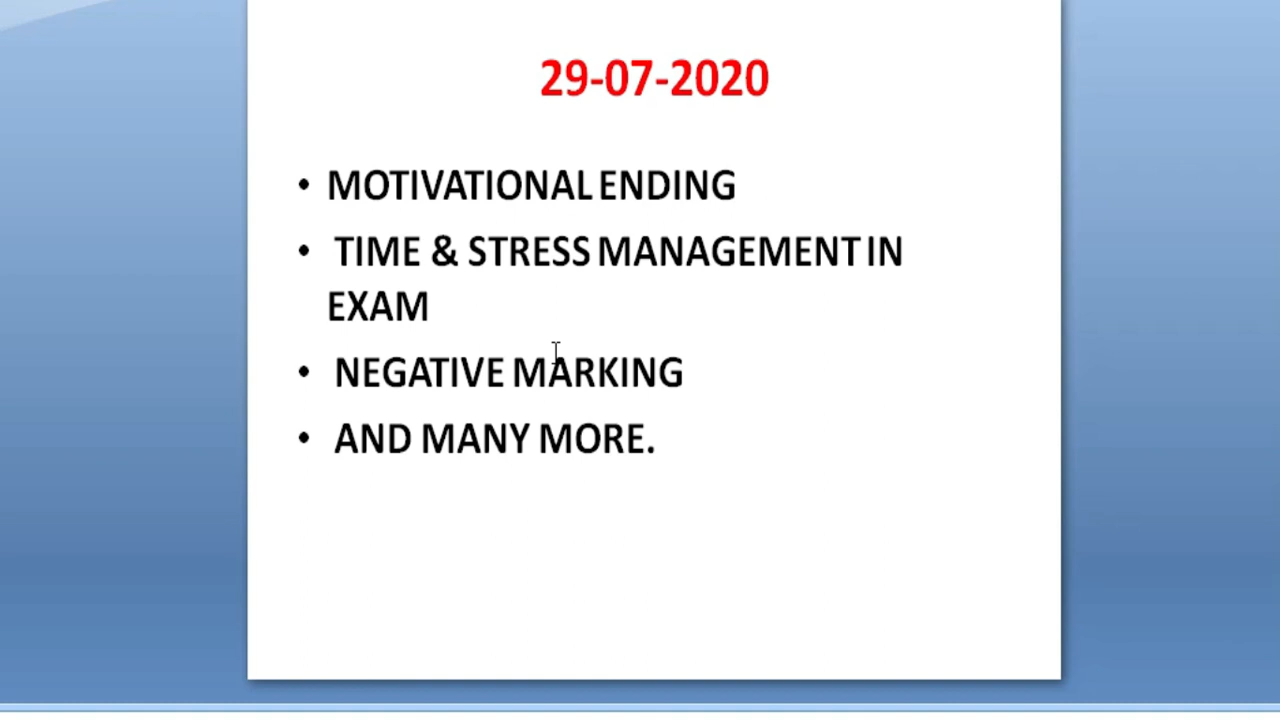 29-07-2020
• MOTIVATIONAL ENDING
• TIME & STRESS MANAGEMENT IN
EXAM
• NEGATIVE MARKING
• AND MANY MORE.